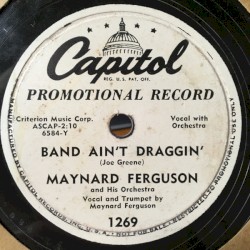 Capitol
REG. U.S. PAT. OFF.
PROMOTIONAL RECORD
Criterion Music Corp.
ASCAP-2:10
6584-Y
Vocal with
Orchestra
BAND AIN'T DRAGGIN'
(Joe Greene)
MAYNARD FERGUSON
and His Orchestra
Vocal and Trumpet by
Maynard Ferguson
1269